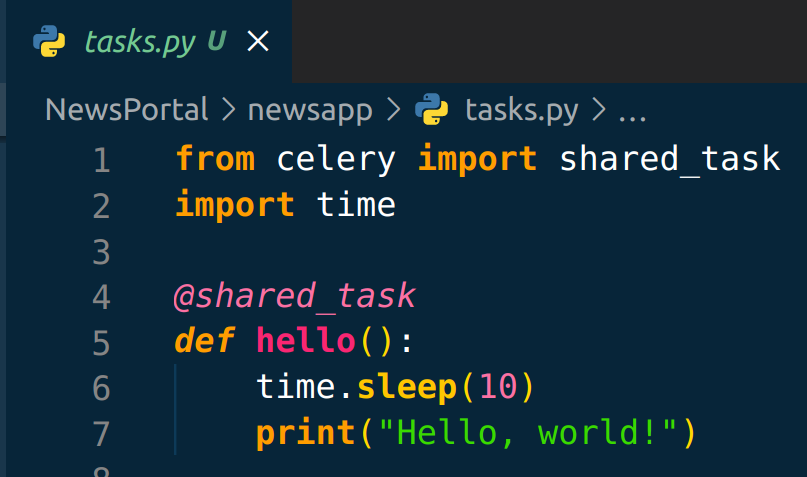 tasks.py U ×
NewsPortal > newsapp > tasks.py > ...
1 from celery import shared_task
2 import time
3
4 @shared_task
5 def hello():
6     time.sleep(10)
7     print("Hello, world!")
8